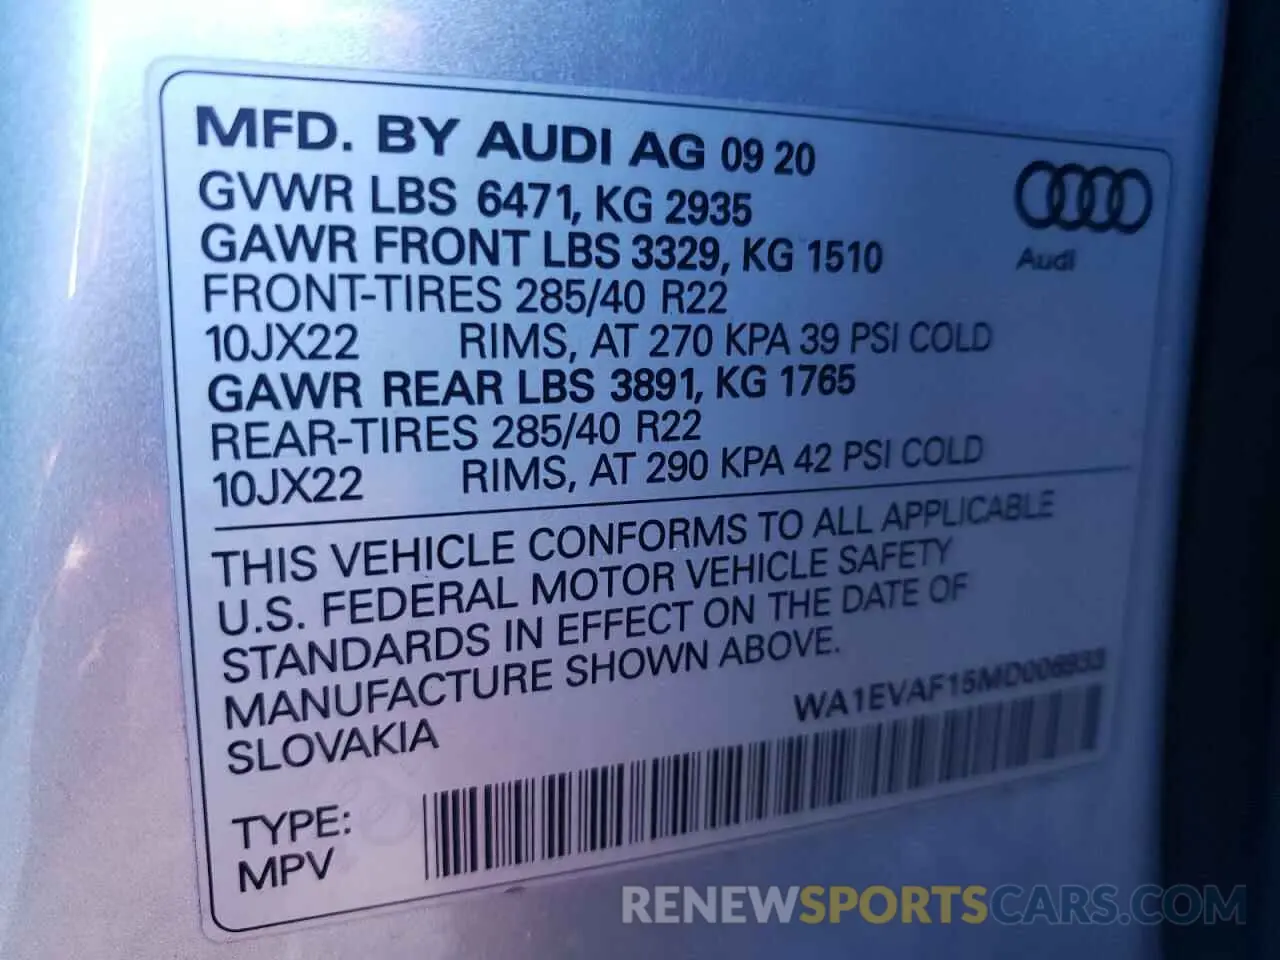 MFD. BY AUDI AG 09 20
GVWR LBS 6471, KG 2935
GAWR FRONT LBS 3329, KG 1510
FRONT-TIRES 285/40 R22
10JX22 RIMS, AT 270 KPA 39 PSI COLD
GAWR REAR LBS 3891, KG 1765
REAR-TIRES 285/40 R22
10JX22 RIMS, AT 290 KPA 42 PSI COLD
Audi
THIS VEHICLE CONFORMS TO ALL APPLICABLE
U.S. FEDERAL MOTOR VEHICLE SAFETY
STANDARDS IN EFFECT ON THE DATE OF
MANUFACTURE SHOWN ABOVE.
SLOVAKIA
TYPE:
MPV
RENEWSPORTSCARS.COM